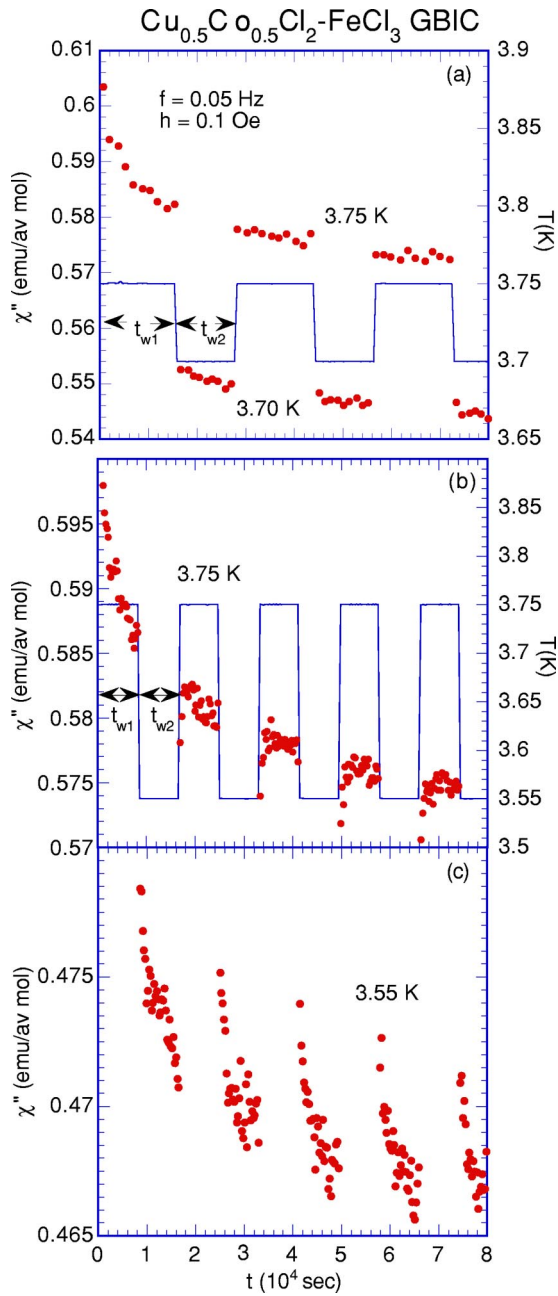 Cu0.5Co0.5Cl2-FeCl3 GBIC
(a)
f = 0.05 Hz
h = 0.1 Oe
3.75 K
tw1 tw2
3.70 K
χ" (emu/av mol)
0.61
0.6
0.59
0.58
0.57
0.56
0.55
0.54
T(K)
3.9
3.85
3.8
3.75
3.7
3.65
(b)
3.75 K
tw1 tw2
χ" (emu/av mol)
0.595
0.59
0.585
0.58
0.575
0.57
T(K)
3.85
3.8
3.75
3.7
3.65
3.6
3.55
3.5
(c)
3.55 K
χ" (emu/av mol)
0.475
0.47
0.465
0 1 2 3 4 5 6 7 8
t (10^4 sec)